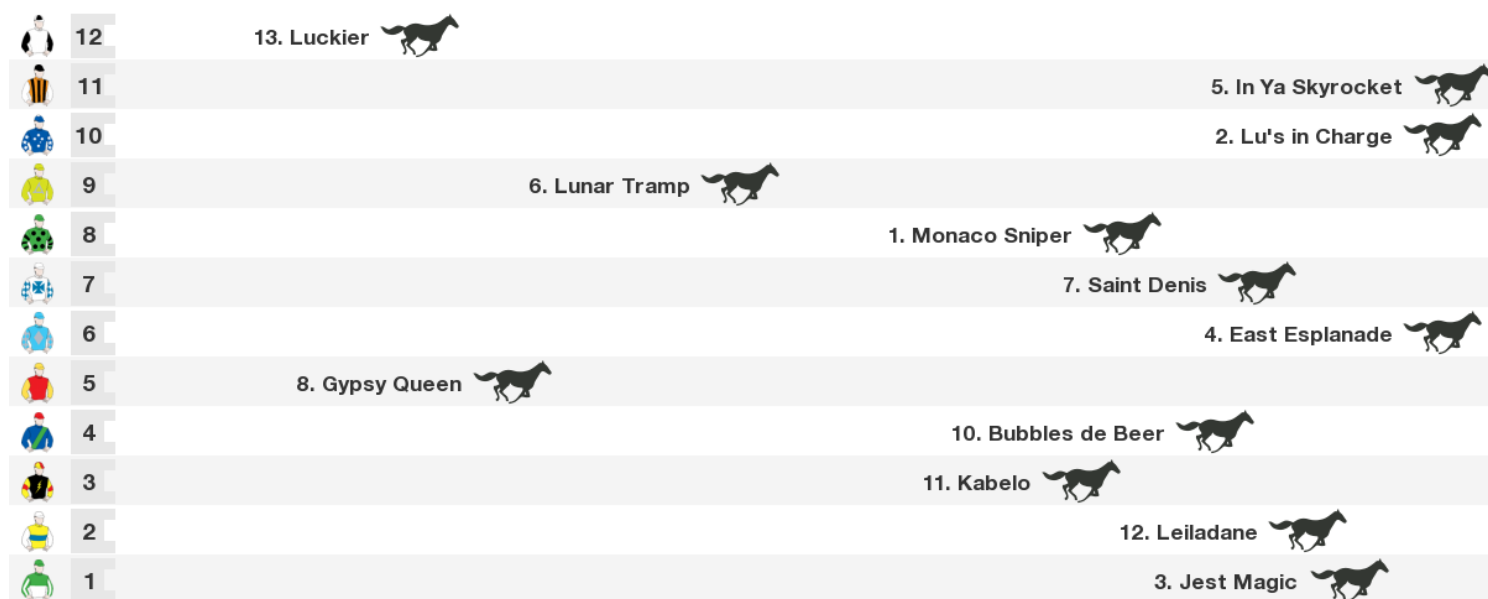 12 13. Luckier
11 5. In Ya Skyrocket
10 2. Lu's in Charge
9 6. Lunar Tramp
8 1. Monaco Sniper
7 7. Saint Denis
6 4. East Esplanade
5 8. Gypsy Queen
4 10. Bubbles de Beer
3 11. Kabelo
2 12. Leiladane
1 3. Jest Magic